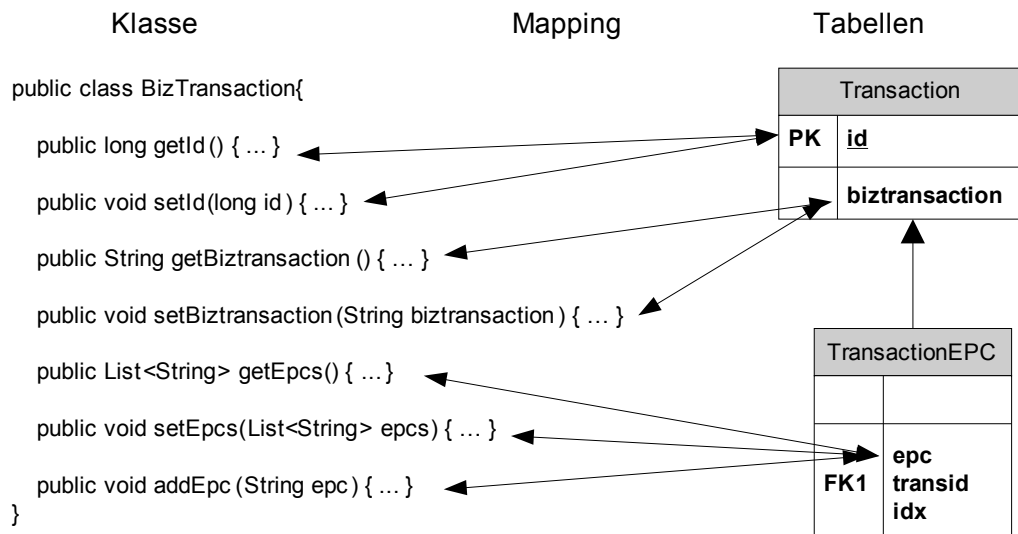 Klasse Mapping Tabellen
public class BizTransaction{
public long getId () { ... }
public void setId(long id ) { ... }
public String getBiztransaction () { ... }
public void setBiztransaction (String biztransaction ) { ... }
public List<String> getEpcs() { ... }
public void setEpcs(List<String> epcs) { ... }
public void addEpc (String epc ) { ... }
}
Transaction
PK id
biztransaction
TransactionEPC
epc
FK1 transid
idx